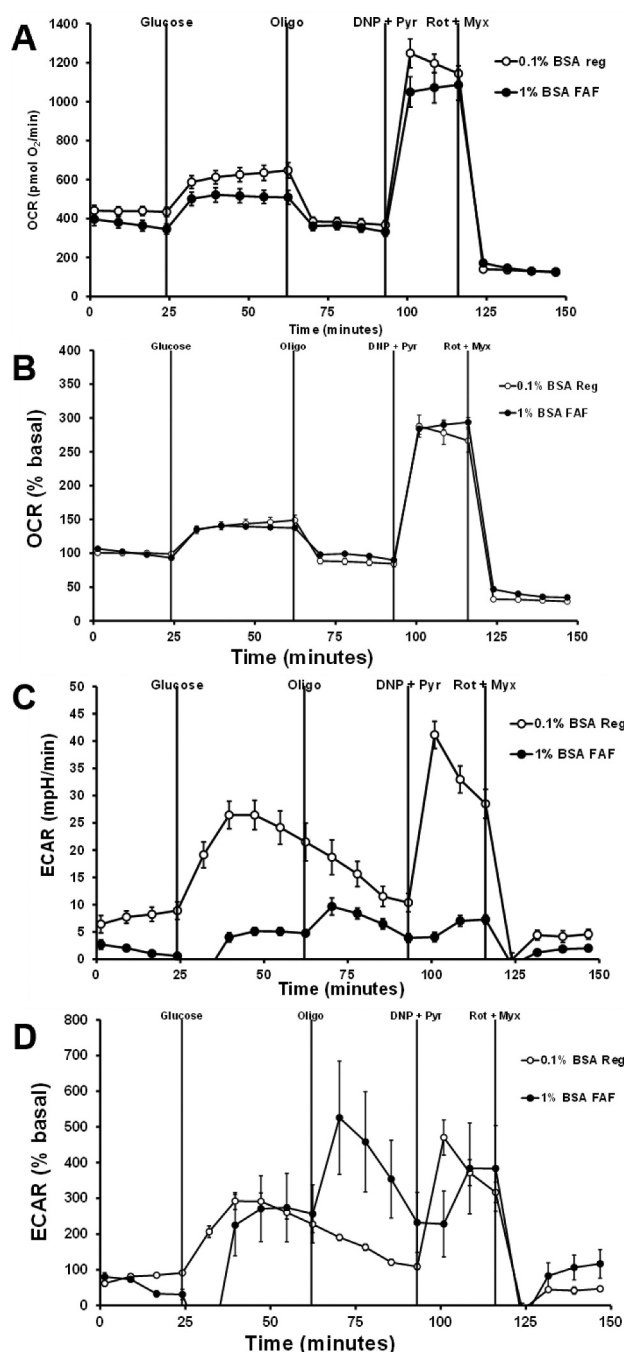 A
Glucose Oligo DNP + Pyr Rot + Myx
1400
1200
1000
800
600
400
200
0
OCR (pmol O2/min)
0.1% BSA reg
1% BSA FAF
0 25 50 75 100 125 150
Time (minutes)
B
Glucose Oligo DNP + Pyr Rot + Myx
400
350
300
250
200
150
100
50
0
OCR (% basal)
0.1% BSA Reg
1% BSA FAF
0 25 50 75 100 125 150
Time (minutes)
C
Glucose Oligo DNP + Pyr Rot + Myx
50
45
40
35
30
25
20
15
10
5
0
ECAR (mpH/min)
0.1% BSA Reg
1% BSA FAF
0 25 50 75 100 125 150
Time (minutes)
D
Glucose Oligo DNP + Pyr Rot + Myx
800
700
600
500
400
300
200
100
0
ECAR (% basal)
0.1% BSA Reg
1% BSA FAF
0 25 50 75 100 125 150
Time (minutes)